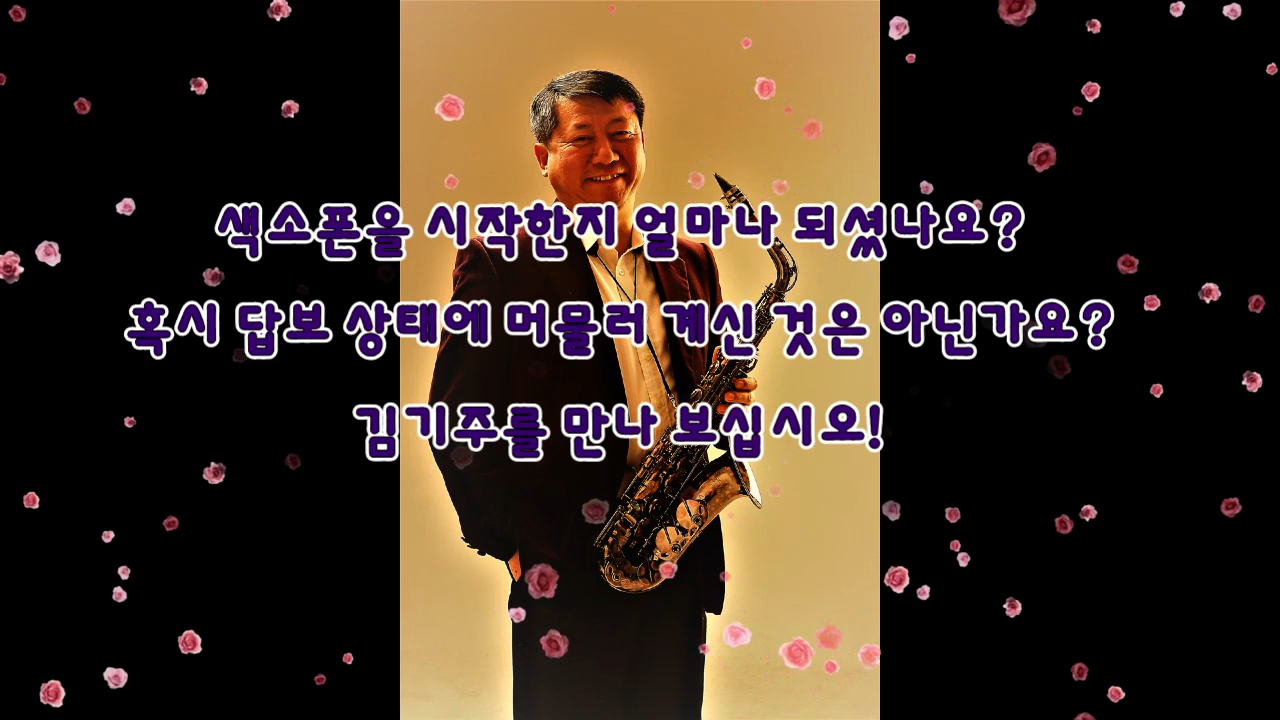 색소폰을 시작한지 얼마나 되셨나요?
혹시 답보 상태에 머물러 계신 것은 아닌가요?
김기주를 만나 보십시오!